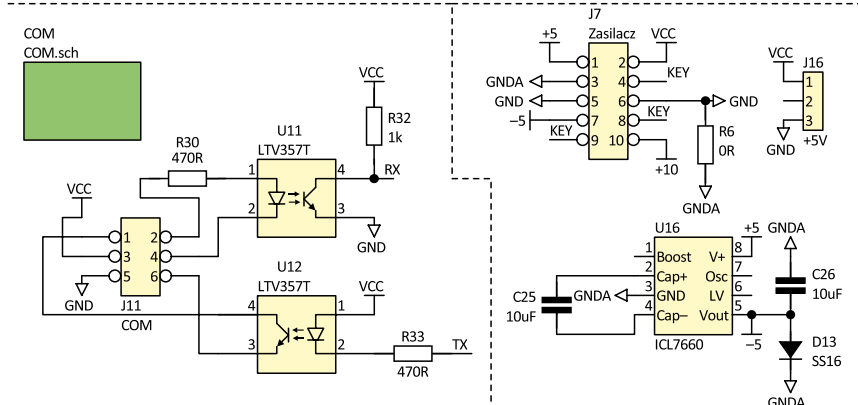 COM
COM.sch
VCC
R32
1k
R30
470R
U11
LTV357T
1
4
RX
2
3
GND
VCC
1
2
3
4
5
6
GND
J11
COM
U12
LTV357T
VCC
4
1
3
2
R33
470R
TX
J7
Zasilacz
+5
VCC
1
2
KEY
GNDA
3
4
GND
5
6
GND
KEY
–5
7
8
KEY
9
10
+10
R6
0R
GNDA
VCC
J16
1
2
3
GND
+5V
U16
+5
GNDA
1
Boost
V+
8
2
Cap+
Osc
7
C25
10uF
GNDA
3
GND
LV
6
4
Cap–
Vout
5
ICL7660
–5
C26
10uF
D13
SS16
GNDA